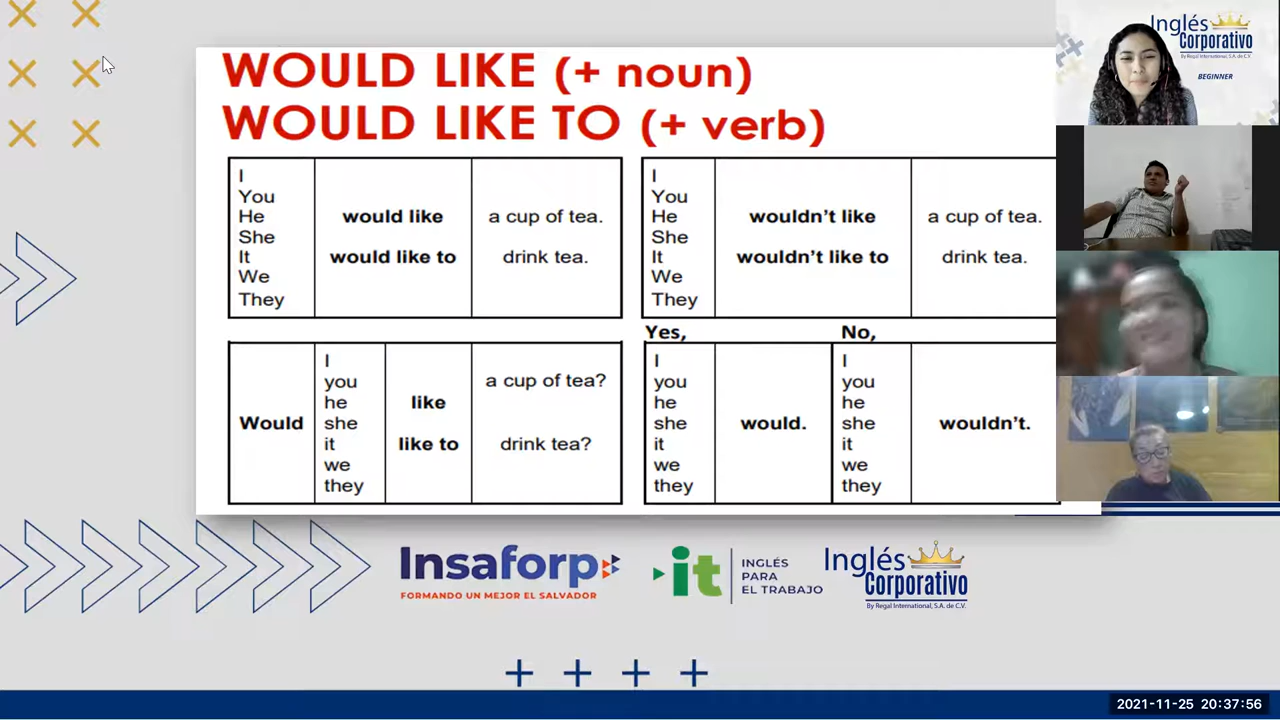 WOULD LIKE (+ noun)
WOULD LIKE TO (+ verb)
I
You
He
She
It
We
They
would like
would like to
a cup of tea.
drink tea.
I
You
He
She
It
We
They
wouldn't like
wouldn't like to
a cup of tea.
drink tea.
Would
I
you
he
she
it
we
they
like
like to
a cup of tea?
drink tea?
Yes,
I
you
he
she
it
we
they
would.
No,
I
you
he
she
it
we
they
wouldn't.
Inglés
Corporativo
By Regal International, S.A. de C.V.
BEGINNER
Insaforp
FORMANDO UN MEJOR EL SALVADOR
it
INGLÉS
PARA
EL TRABAJO
Inglés
Corporativo
By Regal International, S.A. de C.V.
2021-11-25 20:37:56